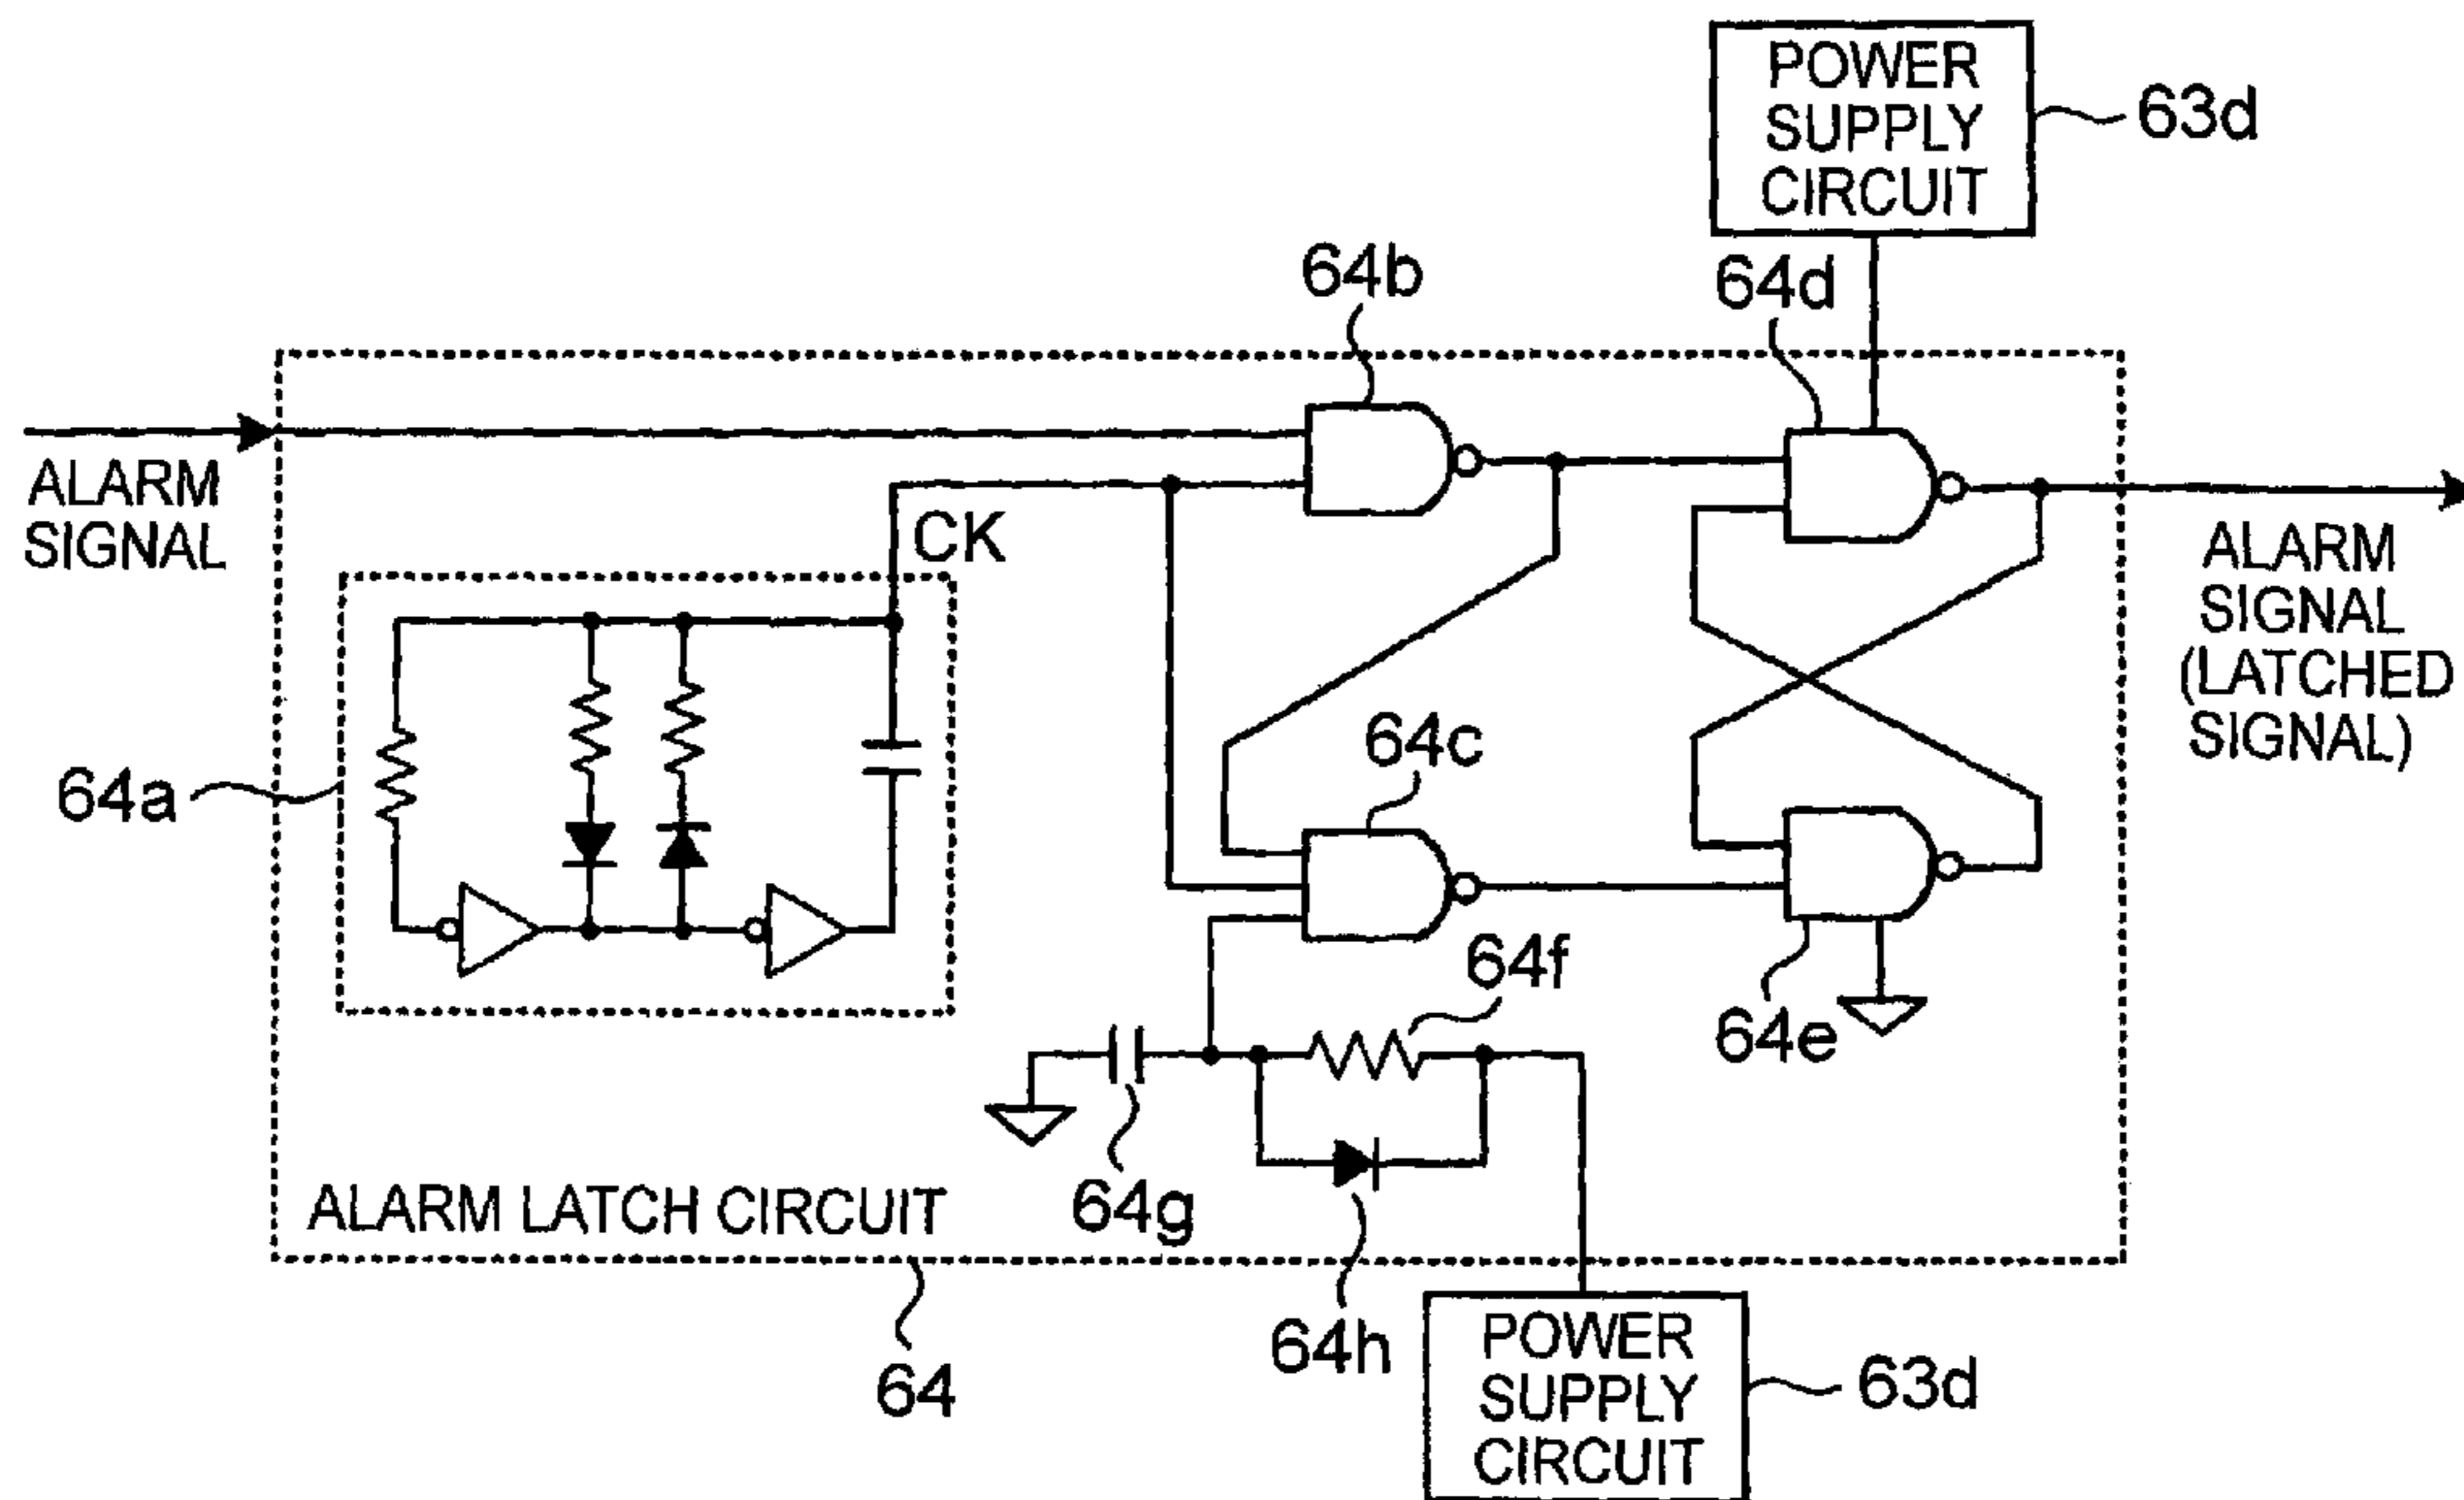 POWER
SUPPLY
CIRCUIT
63d
64b
64d
ALARM
SIGNAL
CK
ALARM
SIGNAL
(LATCHED
SIGNAL)
64a
64c
64f
64e
64g
ALARM LATCH CIRCUIT
64
64h
POWER
SUPPLY
CIRCUIT
63d